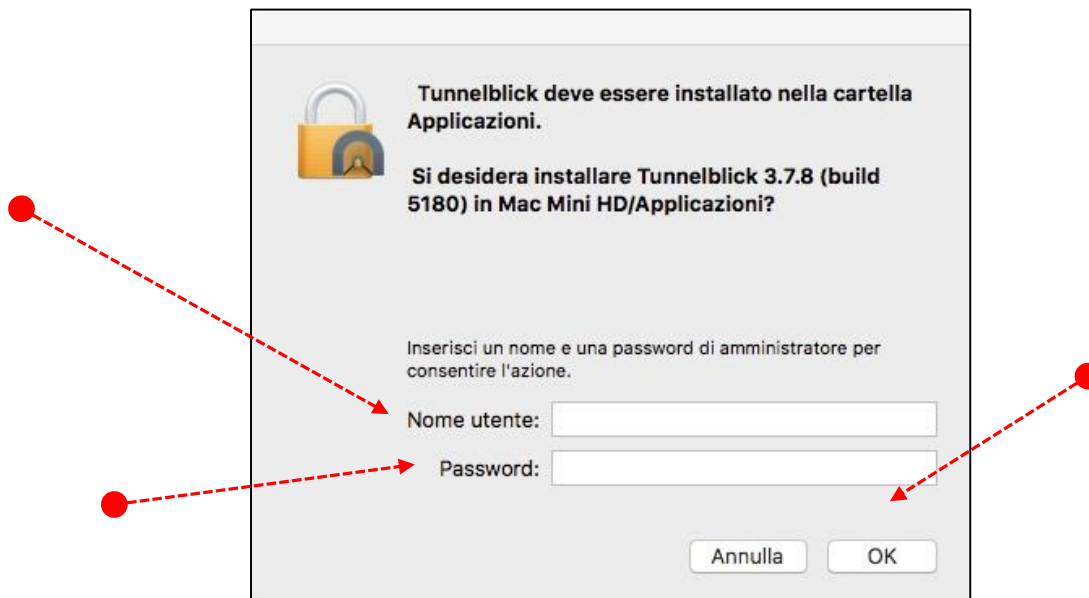 Tunnelblick deve essere installato nella cartella
Applicazioni.
Si desidera installare Tunnelblick 3.7.8 (build
5180) in Mac Mini HD/Applicazioni?
Inserisci un nome e una password di amministratore per
consentire l'azione.
Nome utente:
Password:
Annulla OK